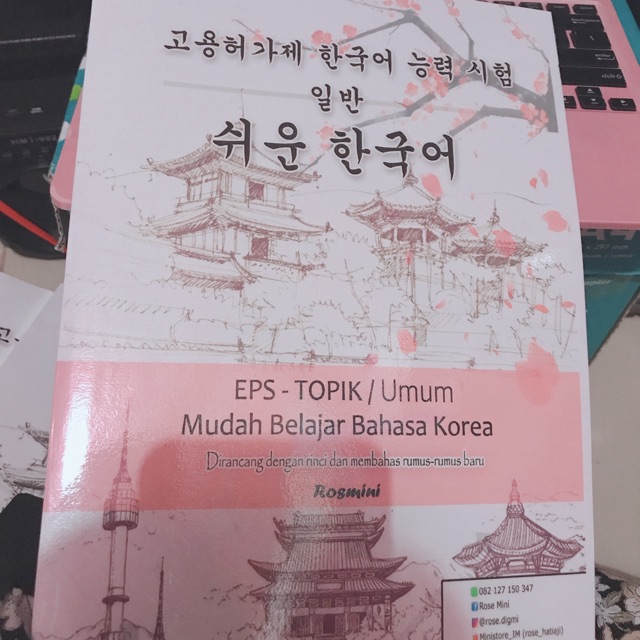 고용허가제 한국어 능력 시험
일반
쉬운 한국어
EPS - TOPIK / Umum
Mudah Belajar Bahasa Korea
Dirancang dengan rinci dan membahas rumus-rumus baru
Rosmini
082 127 150 347
Rose Mini
@rose.digmi
Ministore_IM (rose_hatieji)